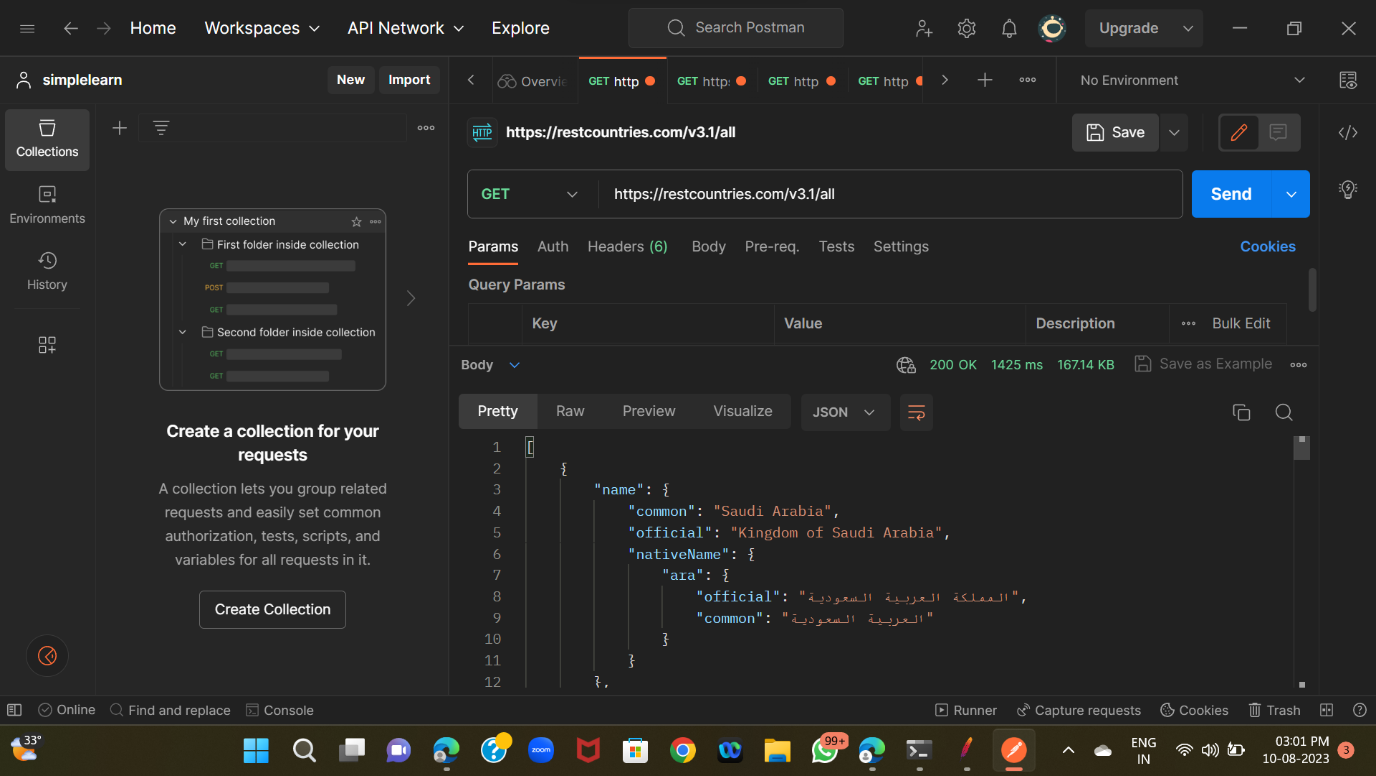 Home Workspaces API Network Explore Search Postman Upgrade
simplelearn New Import Overvie GET http GET http: GET http GET http No Environment
Collections
Environments
History
My first collection
First folder inside collection
GET
POST
GET
Second folder inside collection
GET
GET
Create a collection for your
requests
A collection lets you group related
requests and easily set common
authorization, tests, scripts, and
variables for all requests in it.
Create Collection
HTTP https://restcountries.com/v3.1/all Save
GET https://restcountries.com/v3.1/all Send
Params Auth Headers (6) Body Pre-req. Tests Settings Cookies
Query Params
Key Value Description Bulk Edit
Body 200 OK 1425 ms 167.14 KB Save as Example
Pretty Raw Preview Visualize JSON
1 [
2 {
3 "name": {
4 "common": "Saudi Arabia",
5 "official": "Kingdom of Saudi Arabia",
6 "nativeName": {
7 "ara": {
8 "official": "المملكة العربية السعودية",
9 "common": "العربية السعودية"
10 }
11 }
12 },
Online Find and replace Console Runner Capture requests Cookies Trash
33° zoom 99+ ENG IN 03:01 PM 10-08-2023 3